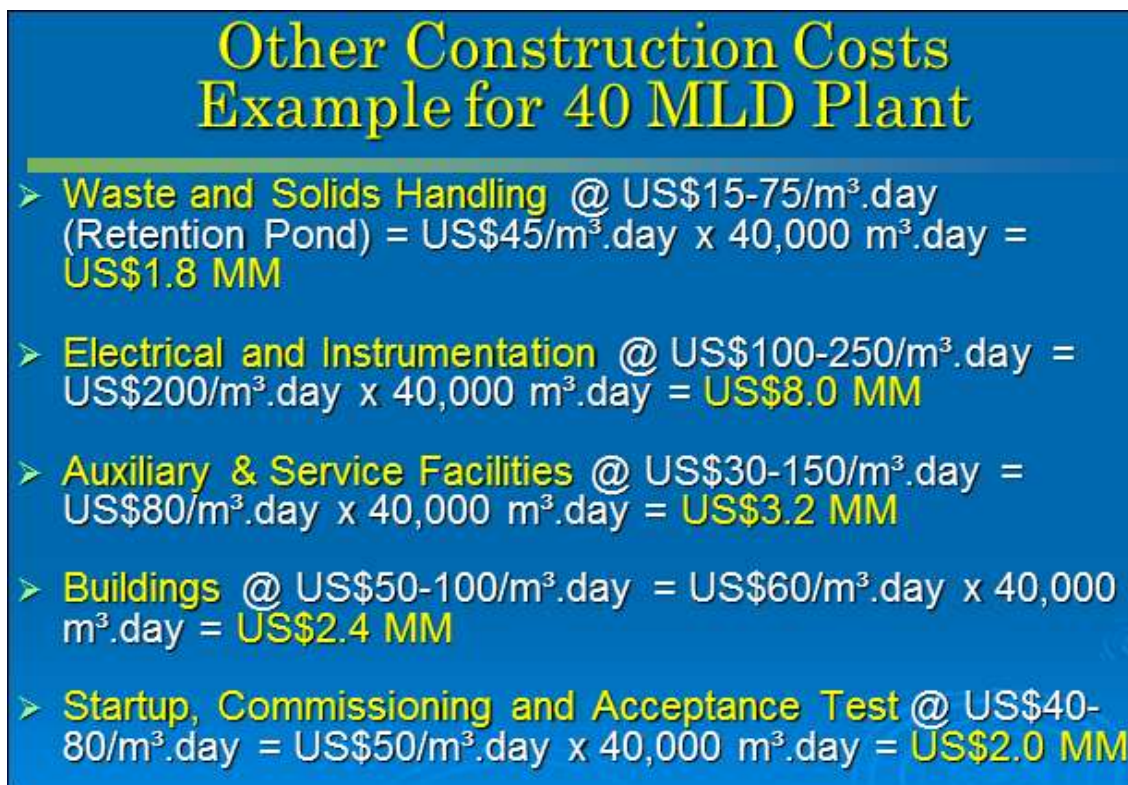 Other Construction Costs
Example for 40 MLD Plant
➢ Waste and Solids Handling @ US$15-75/m³.day
(Retention Pond) = US$45/m³.day x 40,000 m³.day =
US$1.8 MM
➢ Electrical and Instrumentation @ US$100-250/m³.day =
US$200/m³.day x 40,000 m³.day = US$8.0 MM
➢ Auxiliary & Service Facilities @ US$30-150/m³.day =
US$80/m³.day x 40,000 m³.day = US$3.2 MM
➢ Buildings @ US$50-100/m³.day = US$60/m³.day x 40,000
m³.day = US$2.4 MM
➢ Startup, Commissioning and Acceptance Test @ US$40-
80/m³.day = US$50/m³.day x 40,000 m³.day = US$2.0 MM